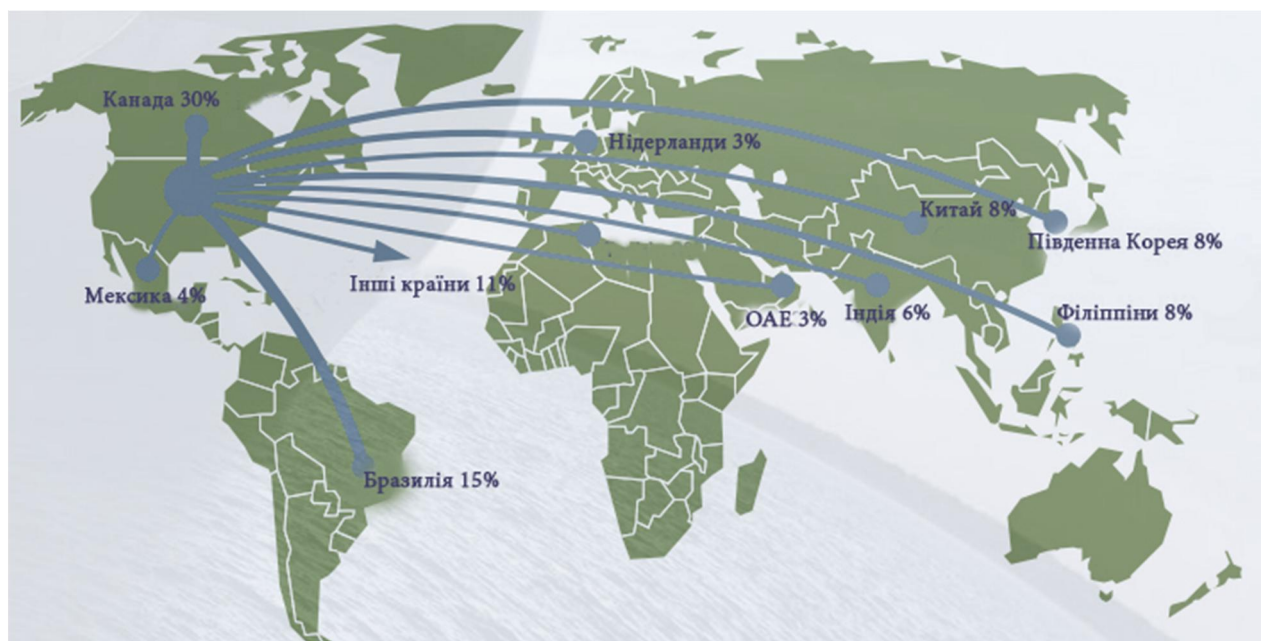 Канада 30%
Нідерланди 3%
Китай 8%
Південна Корея 8%
Інші країни 11%
Мексика 4%
ОАЕ 3%
Індія 6%
Філіппіни 8%
Бразилія 15%